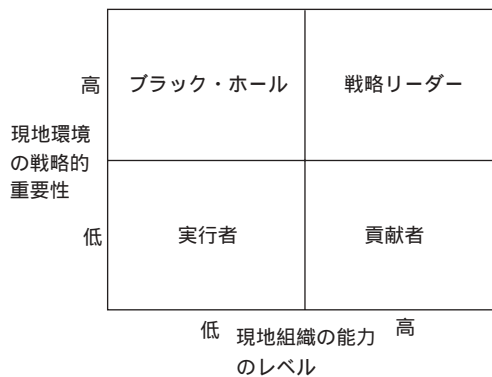 高
ブラック・ホール
戦略リーダー
現地環境
の戦略的
重要性
低
実行者
貢献者
低
現地組織の能力
のレベル
高